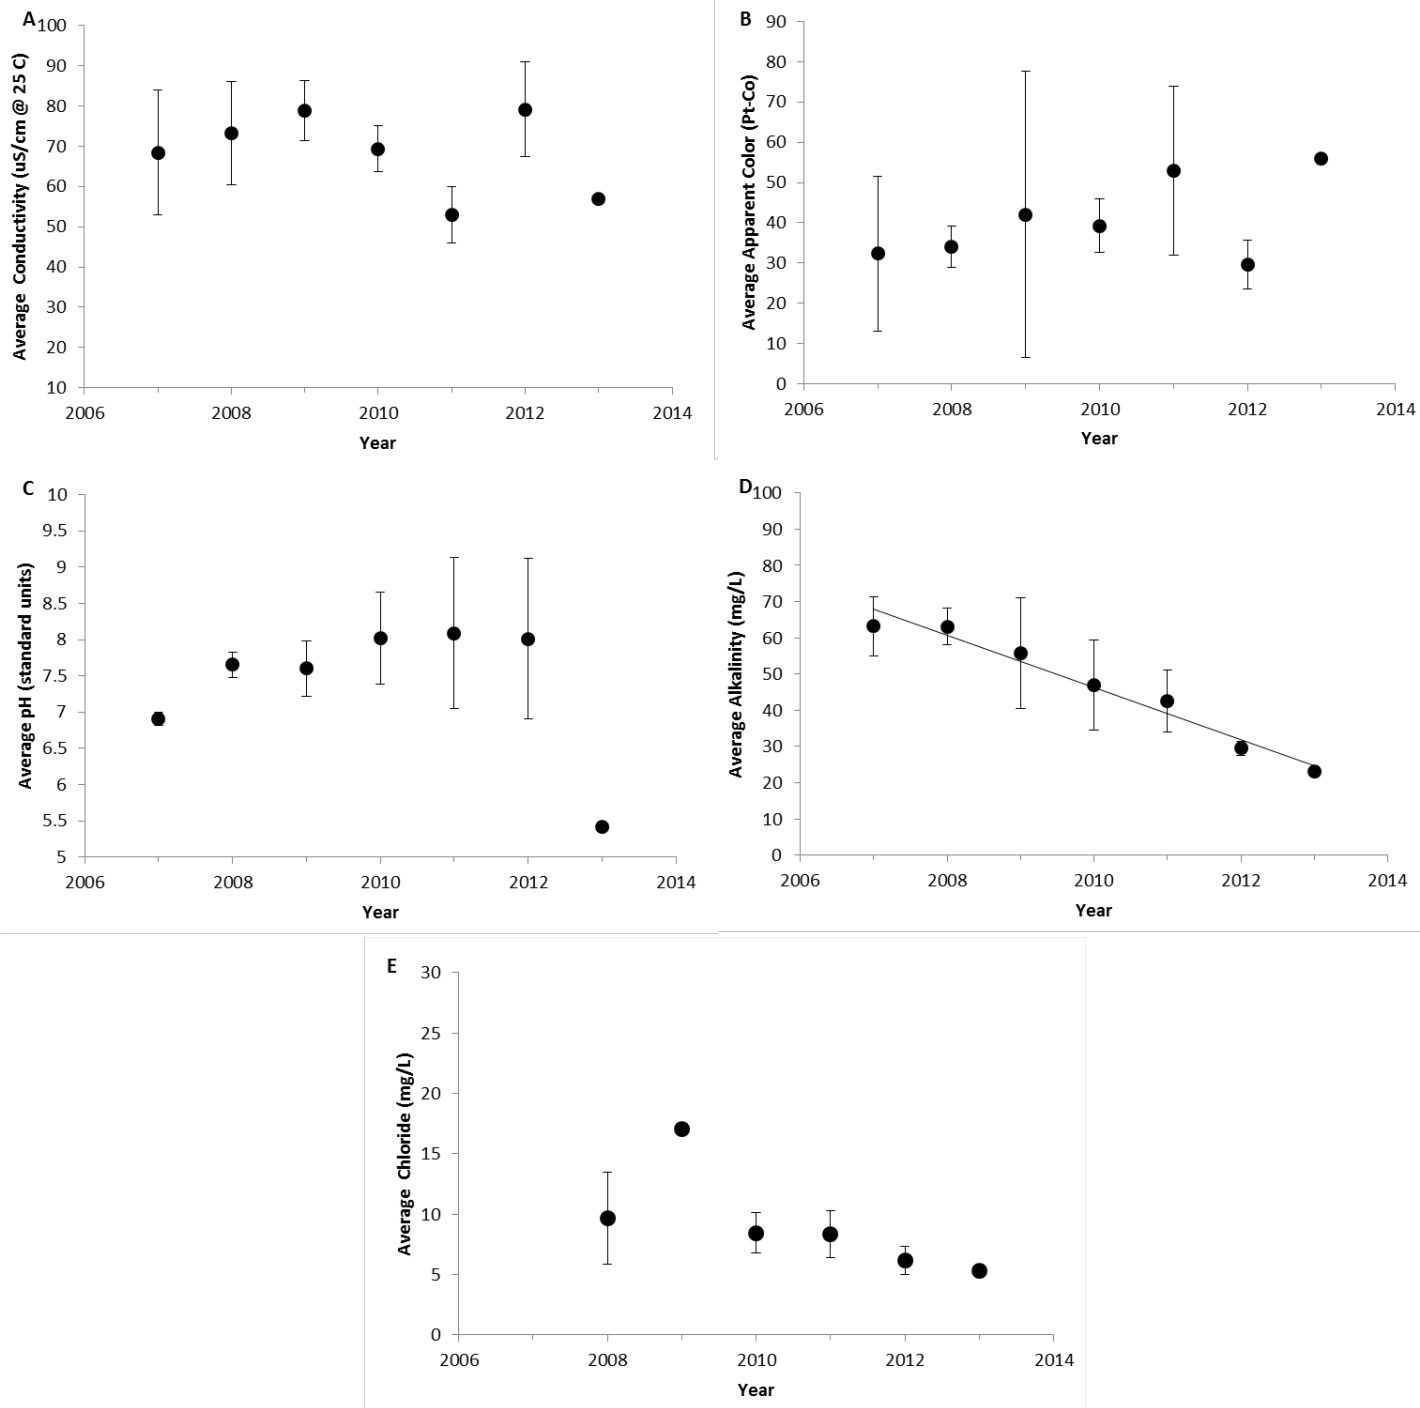 A
100
90
80
70
60
50
40
30
20
10
2006 2008 2010 2012 2014
Year
Average Conductivity (uS/cm @ 25 C)
B
90
80
70
60
50
40
30
20
10
0
2006 2008 2010 2012 2014
Year
Average Apparent Color (Pt-Co)
C
10
9.5
9
8.5
8
7.5
7
6.5
6
5.5
5
2006 2008 2010 2012 2014
Year
Average pH (standard units)
D
100
90
80
70
60
50
40
30
20
10
0
2006 2008 2010 2012 2014
Year
Average Alkalinity (mg/L)
E
30
25
20
15
10
5
0
2006 2008 2010 2012 2014
Year
Average Chloride (mg/L)